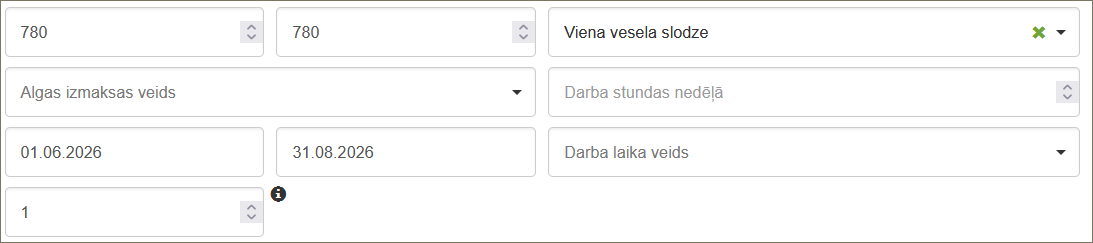 780 780 Viena vesela slodze
Algas izmaksas veids Darba stundas nedēļā
01.06.2026 31.08.2026 Darba laika veids
1